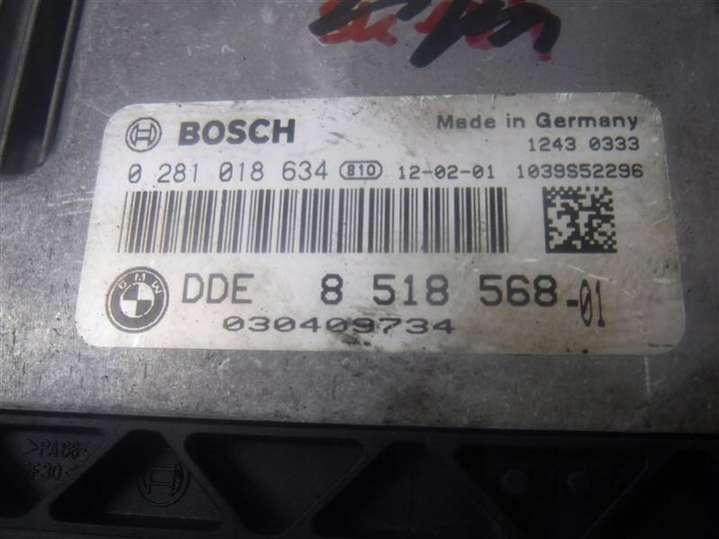 BOSCH Made in Germany
1243 0333
0 281 018 634 810 12-02-01 1039S52296
BMW DDE 8 518 568-01
030409734